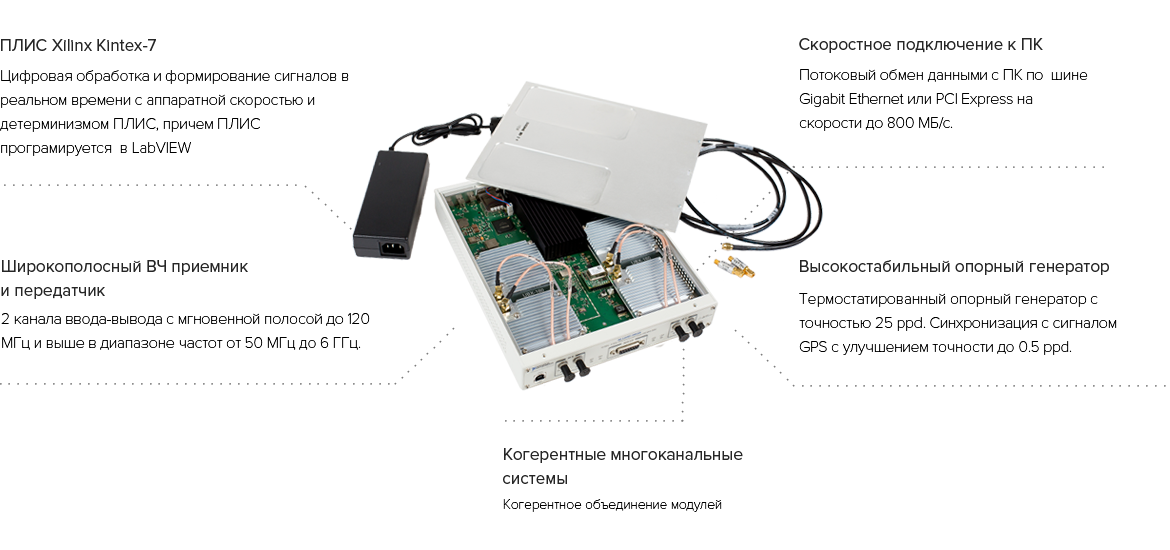 ПЛИС Xilinx Kintex-7
Цифровая обработка и формирование сигналов в
реальном времени с аппаратной скоростью и
детерминизмом ПЛИС, причем ПЛИС
програмируется в LabVIEW
Скоростное подключение к ПК
Потоковый обмен данными с ПК по шине
Gigabit Ethernet или PCI Express на
скорости до 800 МБ/с.
Широкополосный ВЧ приемник
и передатчик
2 канала ввода-вывода с мгновенной полосой до 120
МГц и выше в диапазоне частот от 50 МГц до 6 ГГц.
Высокостабильный опорный генератор
Термостатированный опорный генератор с
точностью 25 ppd. Синхронизация с сигналом
GPS с улучшением точности до 0.5 ppd.
Когерентные многоканальные
системы
Когерентное объединение модулей